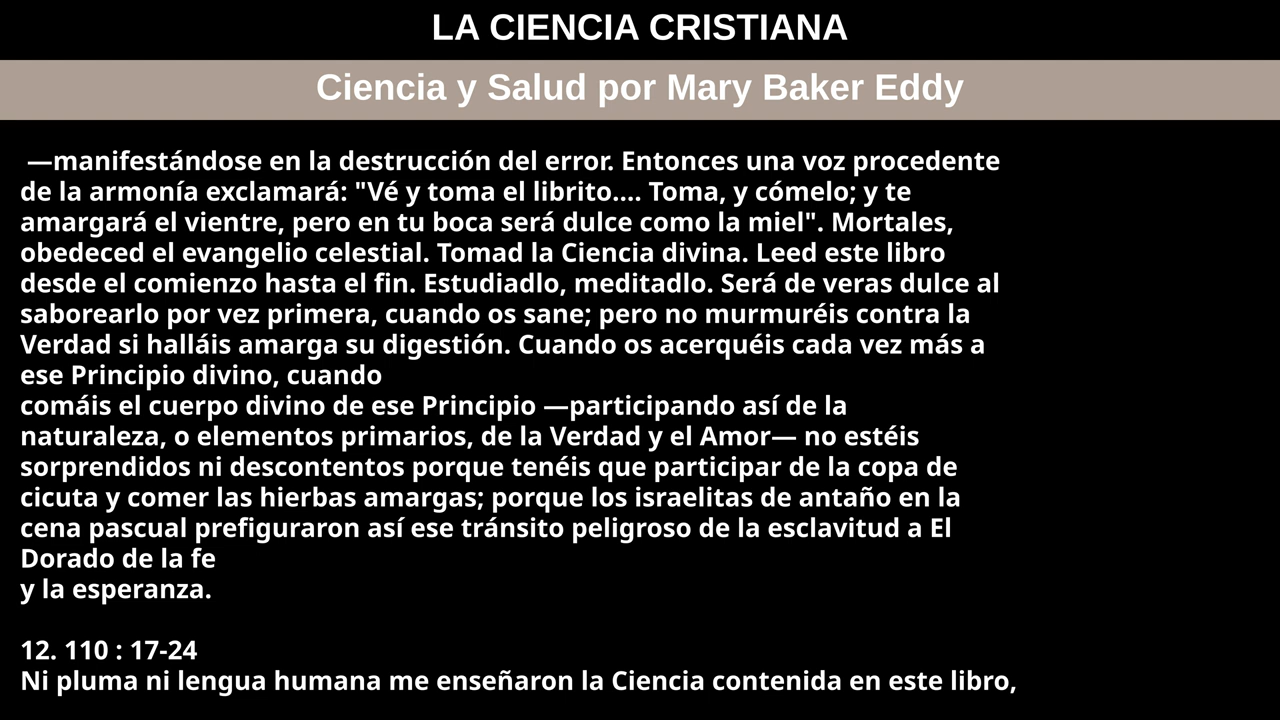 LA CIENCIA CRISTIANA
Ciencia y Salud por Mary Baker Eddy
—manifestándose en la destrucción del error. Entonces una voz procedente
de la armonía exclamará: "Vé y toma el librito.... Toma, y cómelo; y te
amargará el vientre, pero en tu boca será dulce como la miel". Mortales,
obedeced el evangelio celestial. Tomad la Ciencia divina. Leed este libro
desde el comienzo hasta el fin. Estudiadlo, meditadlo. Será de veras dulce al
saborearlo por vez primera, cuando os sane; pero no murmuréis contra la
Verdad si halláis amarga su digestión. Cuando os acerquéis cada vez más a
ese Principio divino, cuando
comáis el cuerpo divino de ese Principio —participando así de la
naturaleza, o elementos primarios, de la Verdad y el Amor— no estéis
sorprendidos ni descontentos porque tenéis que participar de la copa de
cicuta y comer las hierbas amargas; porque los israelitas de antaño en la
cena pascual prefiguraron así ese tránsito peligroso de la esclavitud a El
Dorado de la fe
y la esperanza.
12. 110 : 17-24
Ni pluma ni lengua humana me enseñaron la Ciencia contenida en este libro,